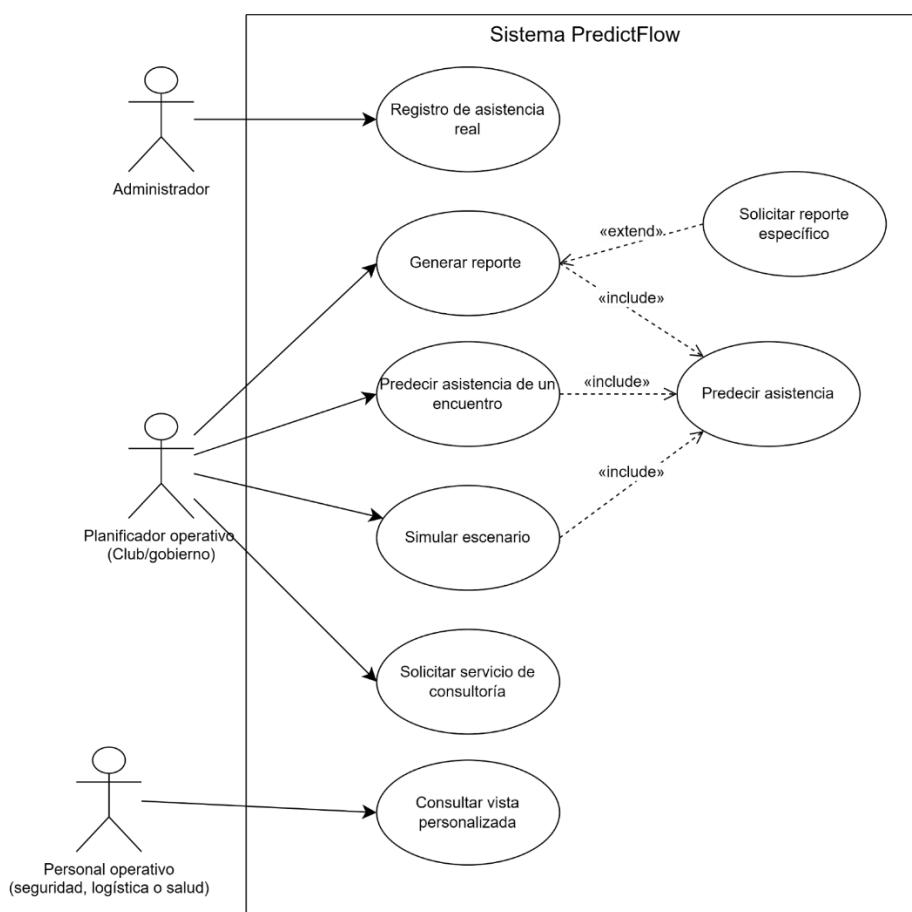 Sistema PredictFlow
Registro de asistencia
real
Administrador
Solicitar reporte
específico
«extend»
Generar reporte
«include»
Predecir asistencia de un
encuentro
«include»
Predecir asistencia
«include»
Planificador operativo
(Club/gobierno)
Simular escenario
Solicitar servicio de
consultoría
Consultar vista
personalizada
Personal operativo
(seguridad, logística o salud)